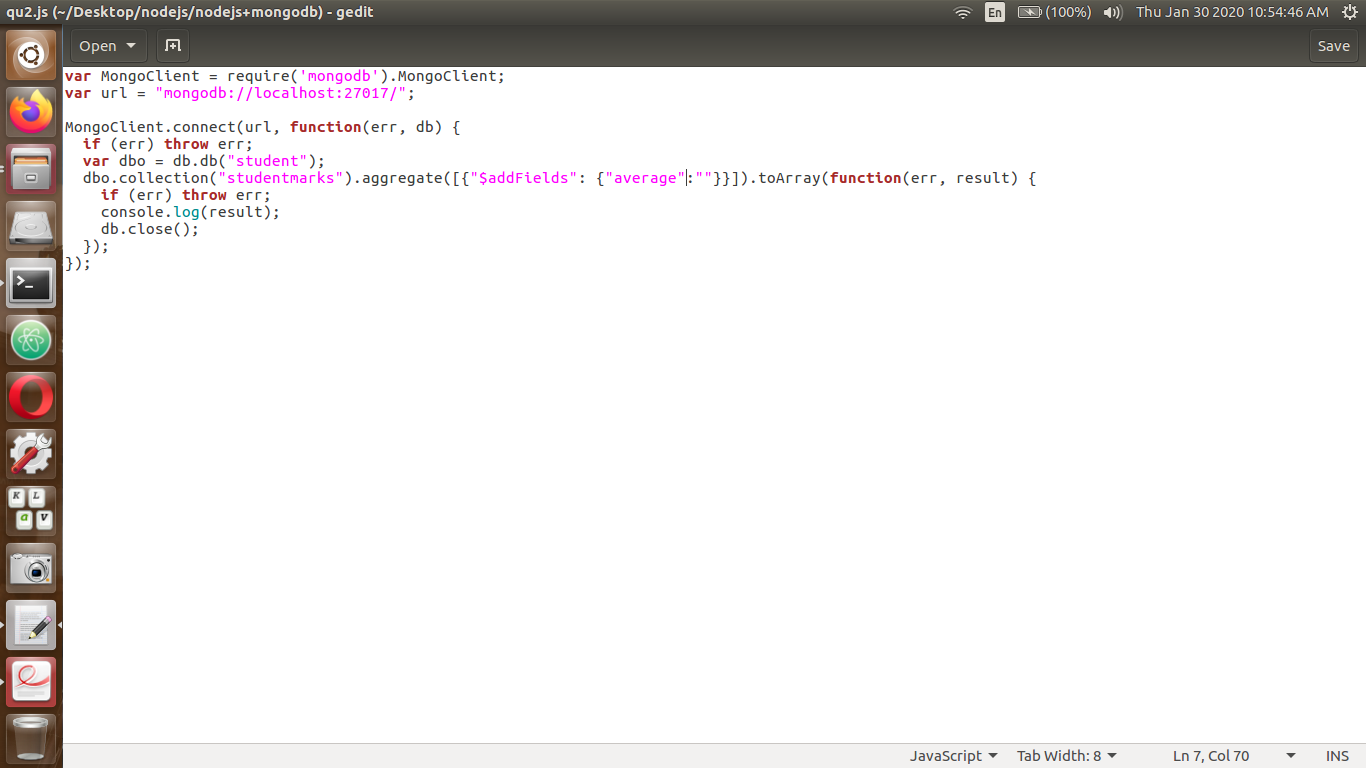 qu2.js (~/Desktop/nodejs/nodejs+mongodb) - gedit
En
(100%)
Thu Jan 30 2020 10:54:46 AM
Open
Save
var MongoClient = require('mongodb').MongoClient;
var url = "mongodb://localhost:27017/";
MongoClient.connect(url, function(err, db) {
  if (err) throw err;
  var dbo = db.db("student");
  dbo.collection("studentmarks").aggregate([{"$addFields": {"average":""}}]).toArray(function(err, result) {
    if (err) throw err;
    console.log(result);
    db.close();
  });
});
K L
a v
JavaScript
Tab Width: 8
Ln 7, Col 70
INS